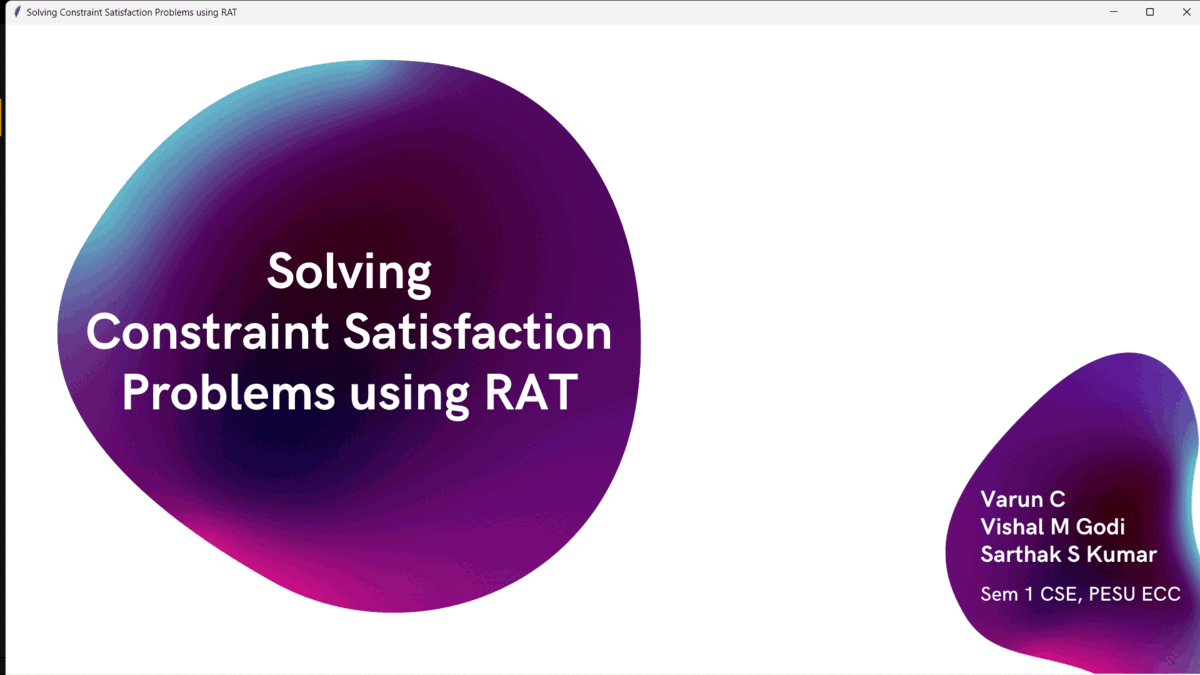 Solving Constraint Satisfaction Problems using RAT
Solving
Constraint Satisfaction
Problems using RAT
Varun C
Vishal M Godi
Sarthak S Kumar
Sem 1 CSE, PESU ECC